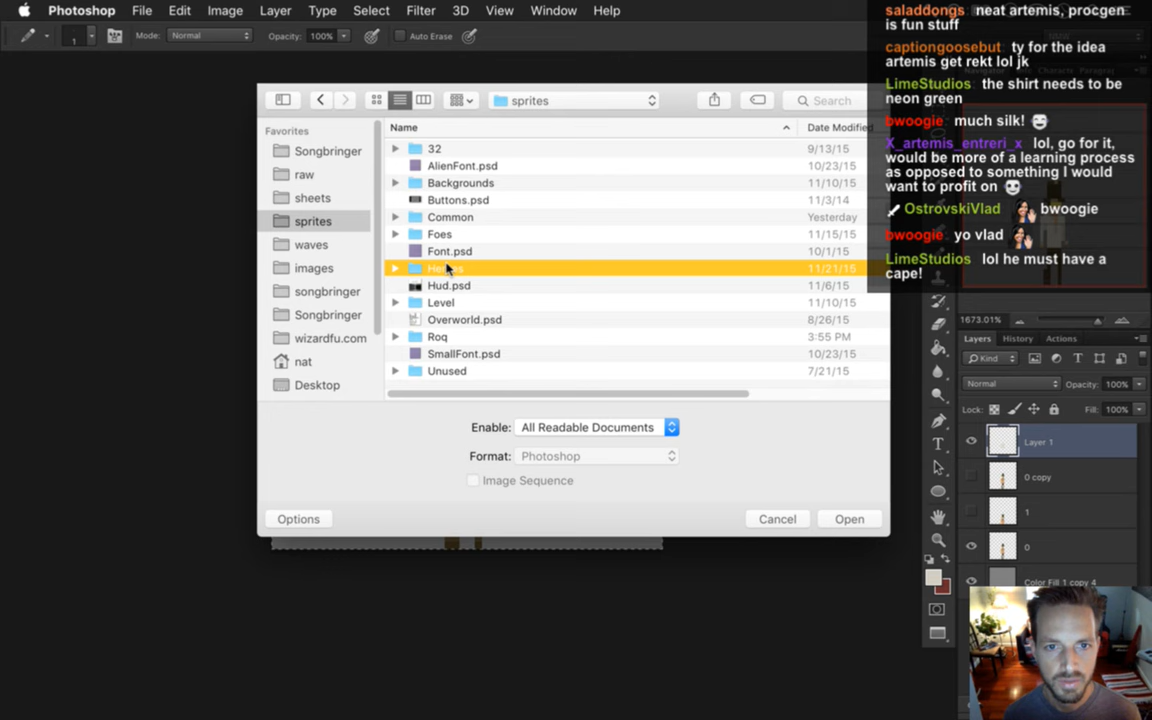 Photoshop File Edit Image Layer Type Select Filter 3D View Window Help
1 Mode: Normal Opacity: 100% Auto Erase
sprites
Search
Name
Date Modified
Favorites
Songbringer
raw
sheets
sprites
waves
images
songbringer
Songbringer
wizardfu.com
nat
Desktop
32 9/13/15
AlienFont.psd 10/23/15
Backgrounds 11/10/15
Buttons.psd 11/3/14
Common Yesterday
Foes 11/15/15
Font.psd 10/1/15
Heroes 11/21/15
Hud.psd 11/6/15
Level 11/10/15
Overworld.psd 8/26/15
Roq 3:55 PM
SmallFont.psd 10/23/15
Unused 7/21/15
Enable: All Readable Documents
Format: Photoshop
Image Sequence
Options
Cancel
Open
saladdongs neat artemis, procgen
is fun stuff
captiongoosebut ty for the idea
artemis get rekt lol jk
LimeStudios the shirt needs to be
neon green
bwoogie much silk!
X_artemis_entreri_x lol, go for it,
would be more of a learning process
as opposed to something I would
want to profit on
OstrovskiVlad bwoogie
bwoogie yo vlad
LimeStudios lol he must have a
cape!
1673.01%
Layers History Actions
Kind
Normal Opacity: 100%
Lock: Fill: 100%
Layer 1
0 copy
1
0
Color Fill 1 copy 4